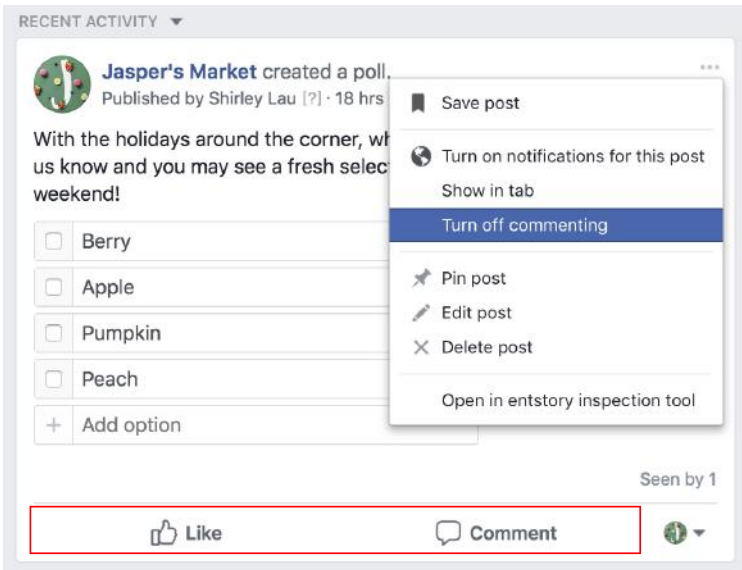 RECENT ACTIVITY
Jasper's Market created a poll.
Published by Shirley Lau [?] · 18 hrs
With the holidays around the corner,
us know and you may see a fresh
weekend!
Berry
Apple
Pumpkin
Peach
+ Add option
Save post
Turn on notifications for this post
Show in tab
Turn off commenting
Pin post
Edit post
Delete post
Open in entstory inspection tool
Seen by 1
Like Comment